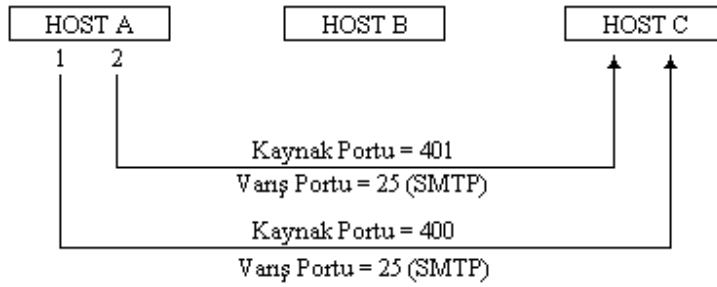 HOST A
HOST B
HOST C
1 2
Kaynak Portu = 401
Varış Portu = 25 (SMTP)
Kaynak Portu = 400
Varış Portu = 25 (SMTP)